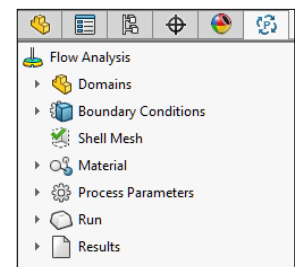 Flow Analysis
Domains
Boundary Conditions
Shell Mesh
Material
Process Parameters
Run
Results